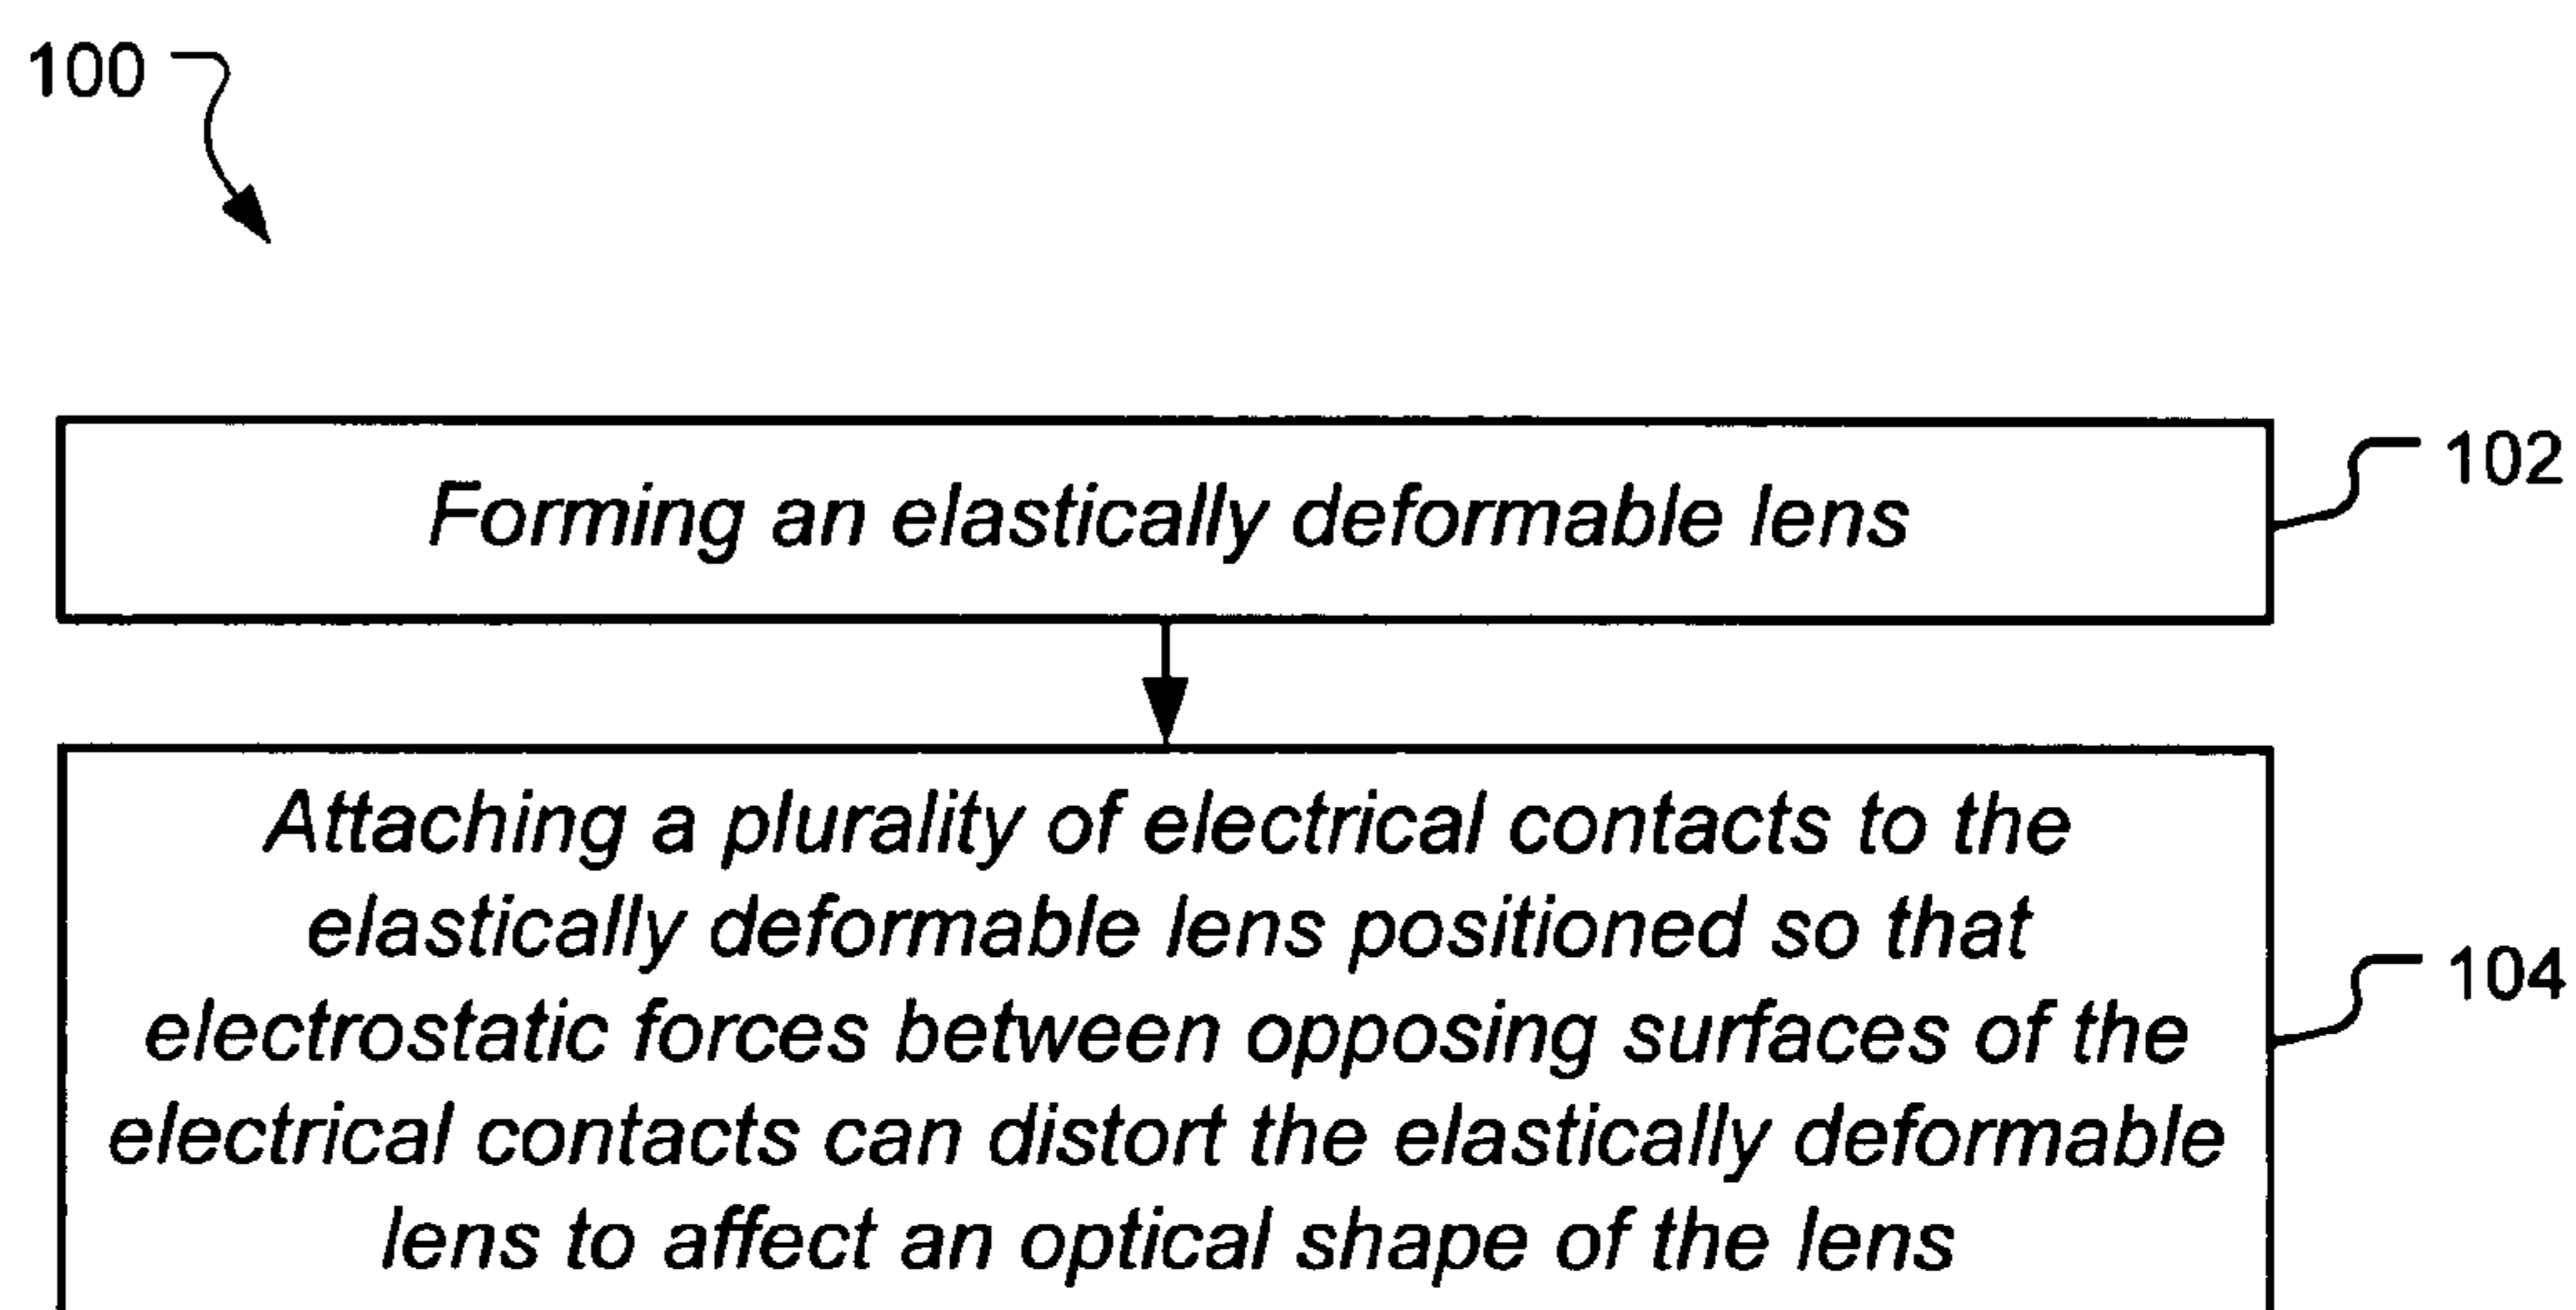 100
Forming an elastically deformable lens
102
Attaching a plurality of electrical contacts to the
elastically deformable lens positioned so that
electrostatic forces between opposing surfaces of the
electrical contacts can distort the elastically deformable
lens to affect an optical shape of the lens
104